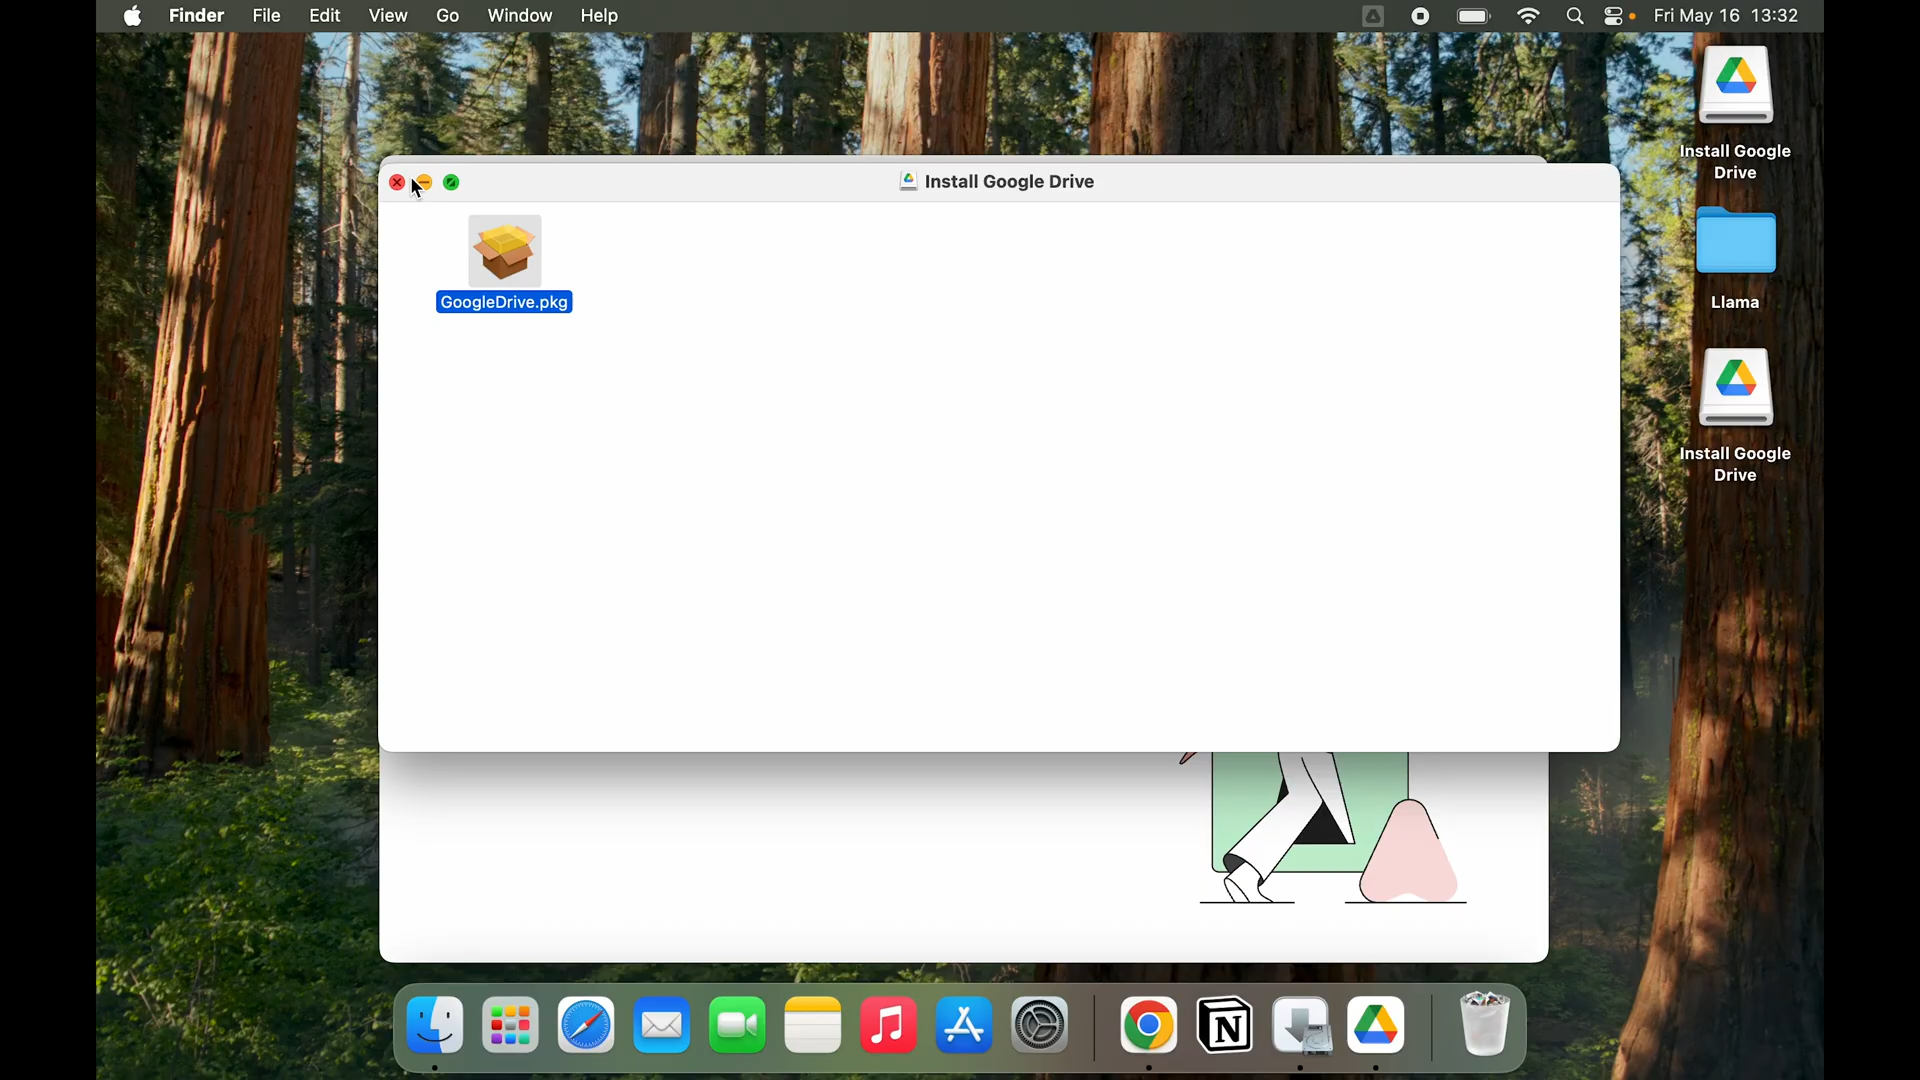 Finder File Edit View Go Window Help Fri May 16 13:32
Install Google Drive
GoogleDrive.pkg
Install Google
Drive
Llama
Install Google
Drive
N